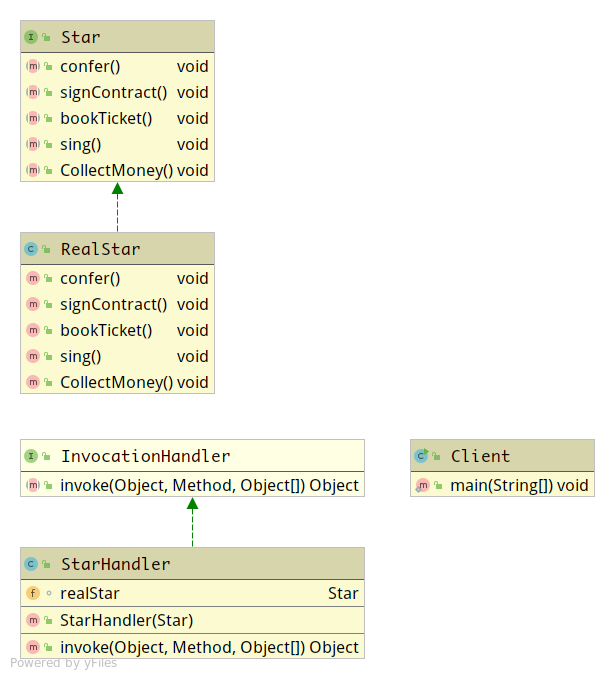 Star
confer() void
signContract() void
bookTicket() void
sing() void
CollectMoney() void
RealStar
confer() void
signContract() void
bookTicket() void
sing() void
CollectMoney() void
InvocationHandler
invoke(Object, Method, Object[]) Object
Client
main(String[]) void
StarHandler
realStar Star
StarHandler(Star)
invoke(Object, Method, Object[]) Object
Powered by yFiles